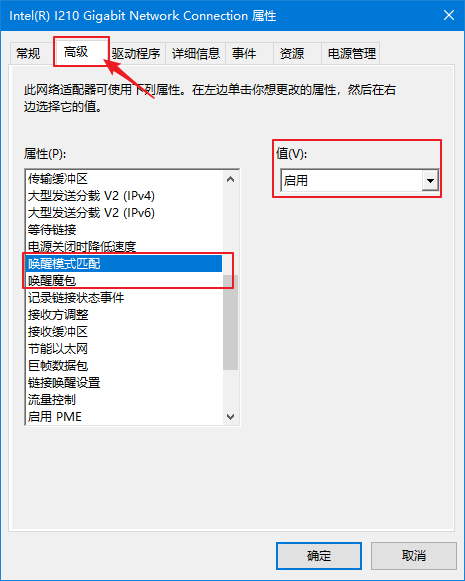 Intel(R) I210 Gigabit Network Connection 属性
常规 高级 驱动程序 详细信息 事件 资源 电源管理
此网络适配器可使用下列属性。在左边单击你想更改的属性，然后在右
边选择它的值。
属性(P):
值(V):
启用
传输缓冲区
大型发送分载 V2 (IPv4)
大型发送分载 V2 (IPv6)
等待链接
电源关闭时降低速度
唤醒模式匹配
唤醒魔包
记录链接状态事件
接收方调整
接收缓冲区
节能以太网
巨帧数据包
链接唤醒设置
流量控制
启用 PME
确定 取消